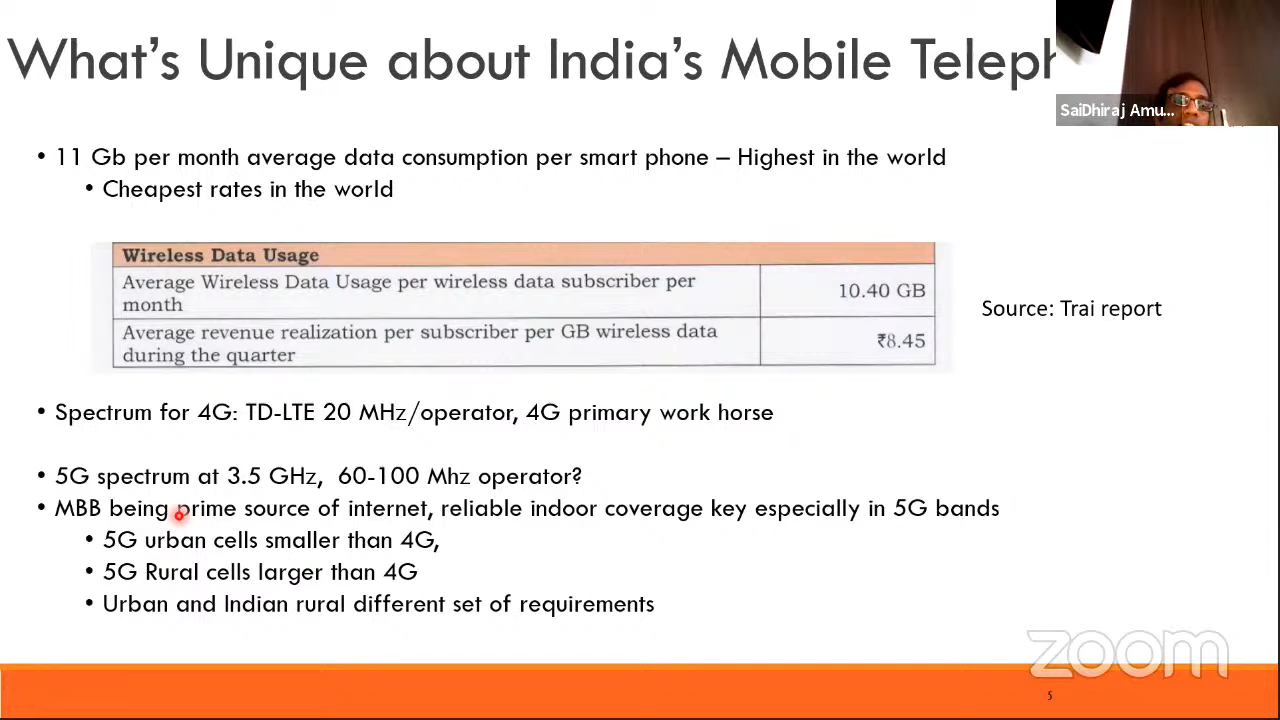 What's Unique about India's Mobile Teleph
SaiDhiraj Amu...
• 11 Gb per month average data consumption per smart phone – Highest in the world
• Cheapest rates in the world
Wireless Data Usage
Average Wireless Data Usage per wireless data subscriber per
month
10.40 GB
Average revenue realization per subscriber per GB wireless data
during the quarter
₹8.45
Source: Trai report
• Spectrum for 4G: TD-LTE 20 MHz/operator, 4G primary work horse
• 5G spectrum at 3.5 GHz, 60-100 Mhz operator?
• MBB being prime source of internet, reliable indoor coverage key especially in 5G bands
• 5G urban cells smaller than 4G,
• 5G Rural cells larger than 4G
• Urban and Indian rural different set of requirements
zoom
5